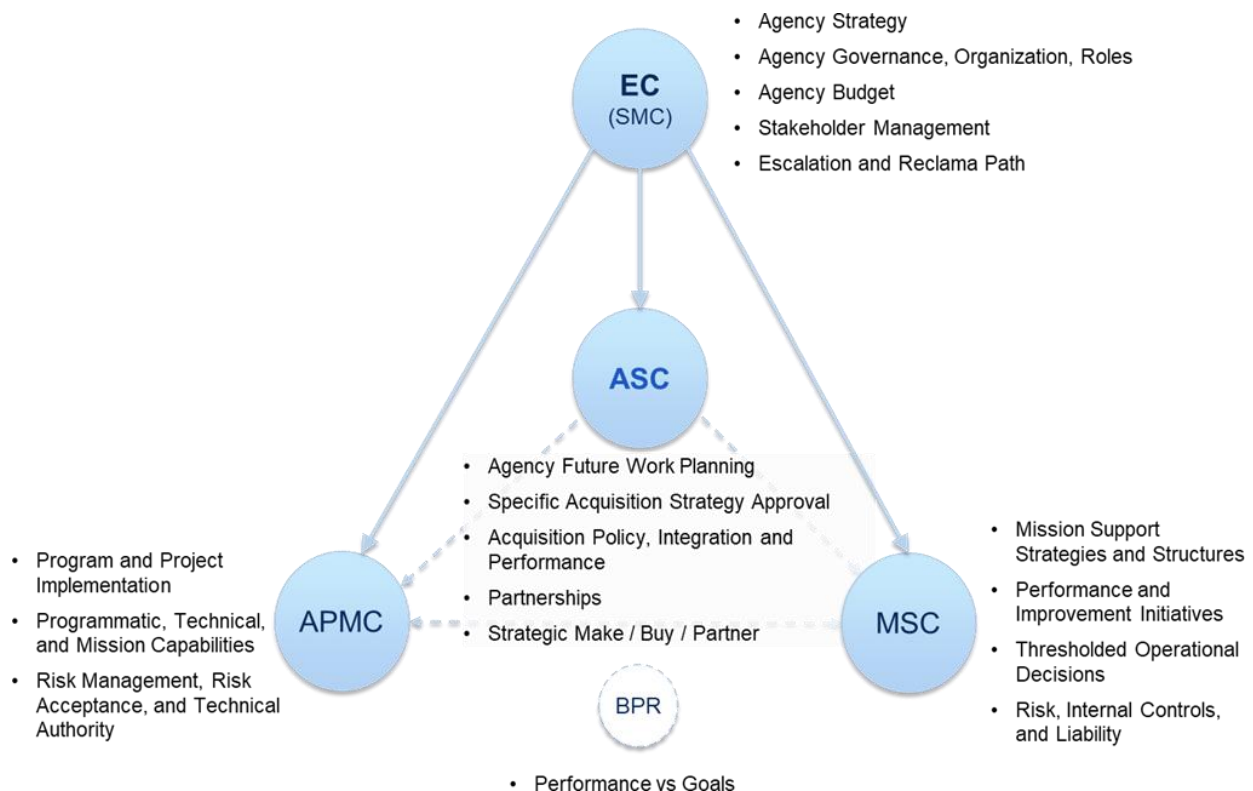 • Agency Strategy
• Agency Governance, Organization, Roles
• Agency Budget
• Stakeholder Management
• Escalation and Reclama Path
EC
(SMC)
ASC
• Agency Future Work Planning
• Specific Acquisition Strategy Approval
• Acquisition Policy, Integration and
Performance
• Partnerships
• Strategic Make / Buy / Partner
• Program and Project
Implementation
• Programmatic, Technical,
and Mission Capabilities
• Risk Management, Risk
Acceptance, and Technical
Authority
APMC
MSC
• Mission Support
Strategies and Structures
• Performance and
Improvement Initiatives
• Thresholded Operational
Decisions
• Risk, Internal Controls,
and Liability
BPR
• Performance vs Goals